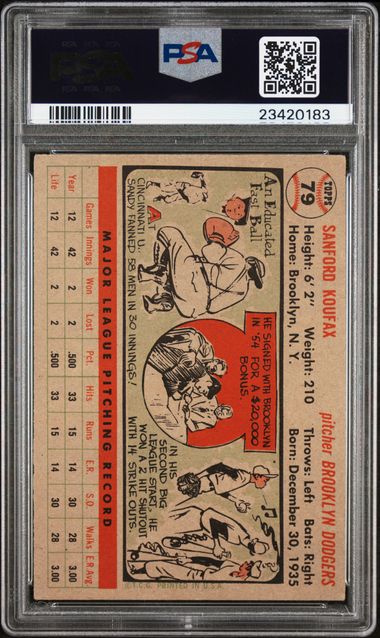 PSA
23420183
TOPPS
79
SANFORD KOUFAX
pitcher BROOKLYN DODGERS
Height: 6' 2" Weight: 210
Throws: Left Bats: Right
Home: Brooklyn, N. Y.
Born: December 30, 1935
An Educated
Fast Ball
CINCINNATI U.
SANDY FANNED 58 MEN IN 30 INNINGS!
A
HE SIGNED WITH BROOKLYN
IN '54 FOR A $20,000
BONUS.
IN HIS
SECOND BIG
LEAGUE START, HE
WON A 2 HIT SHUTOUT
WITH 14 STRIKE OUTS.
MAJOR LEAGUE PITCHING RECORD
Games Innings Won Lost Pct. Hits Runs E.R. S.O. Walks E.R.Avg.
Year 12 42 2 2 .500 33 15 14 30 28 3.00
Life 12 42 2 2 .500 33 15 14 30 28 3.00
© T.C.G. PRINTED IN U.S.A.